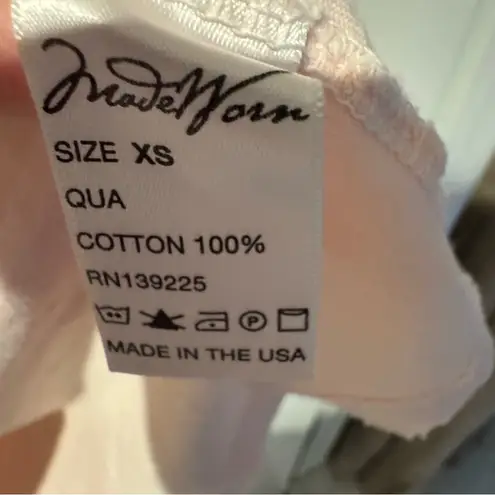 MadeWorn
SIZE XS
QUA
COTTON 100%
RN139225
P
MADE IN THE USA